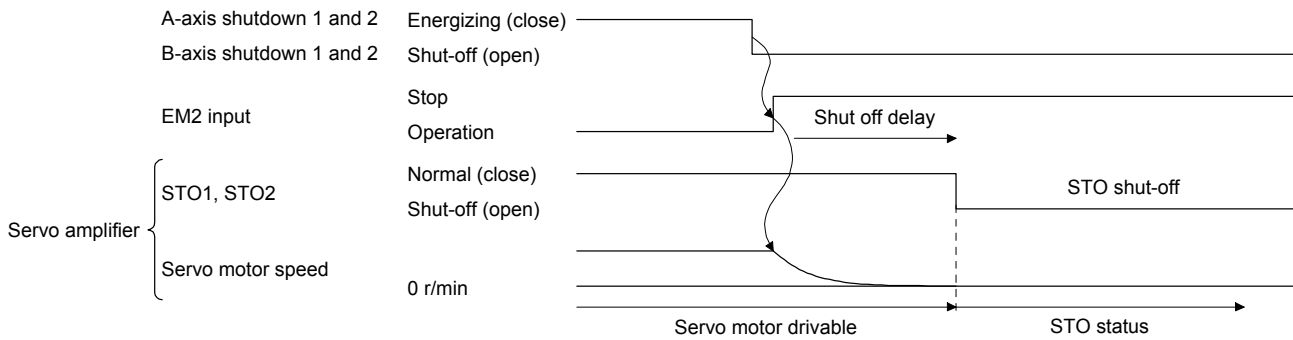 A-axis shutdown 1 and 2 Energizing (close)
B-axis shutdown 1 and 2 Shut-off (open)
Stop
EM2 input
Operation
Shut off delay
Normal (close)
STO1, STO2
Shut-off (open)
STO shut-off
Servo amplifier
Servo motor speed
0 r/min
Servo motor drivable
STO status